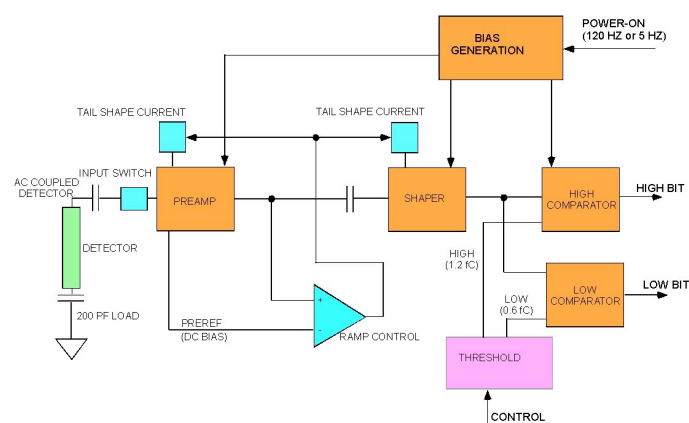 BIAS
GENERATION
POWER-ON
(120 HZ or 5 HZ)
TAIL SHAPE CURRENT
TAIL SHAPE CURRENT
INPUT SWITCH
AC COUPLED
DETECTOR
PREAMP
SHAPER
HIGH
COMPARATOR
HIGH BIT
DETECTOR
HIGH
(1.2 fC)
LOW
COMPARATOR
LOW BIT
LOW
(0.6 fC)
200 PF LOAD
+
-
PREREF
(DC BIAS)
RAMP CONTROL
THRESHOLD
CONTROL